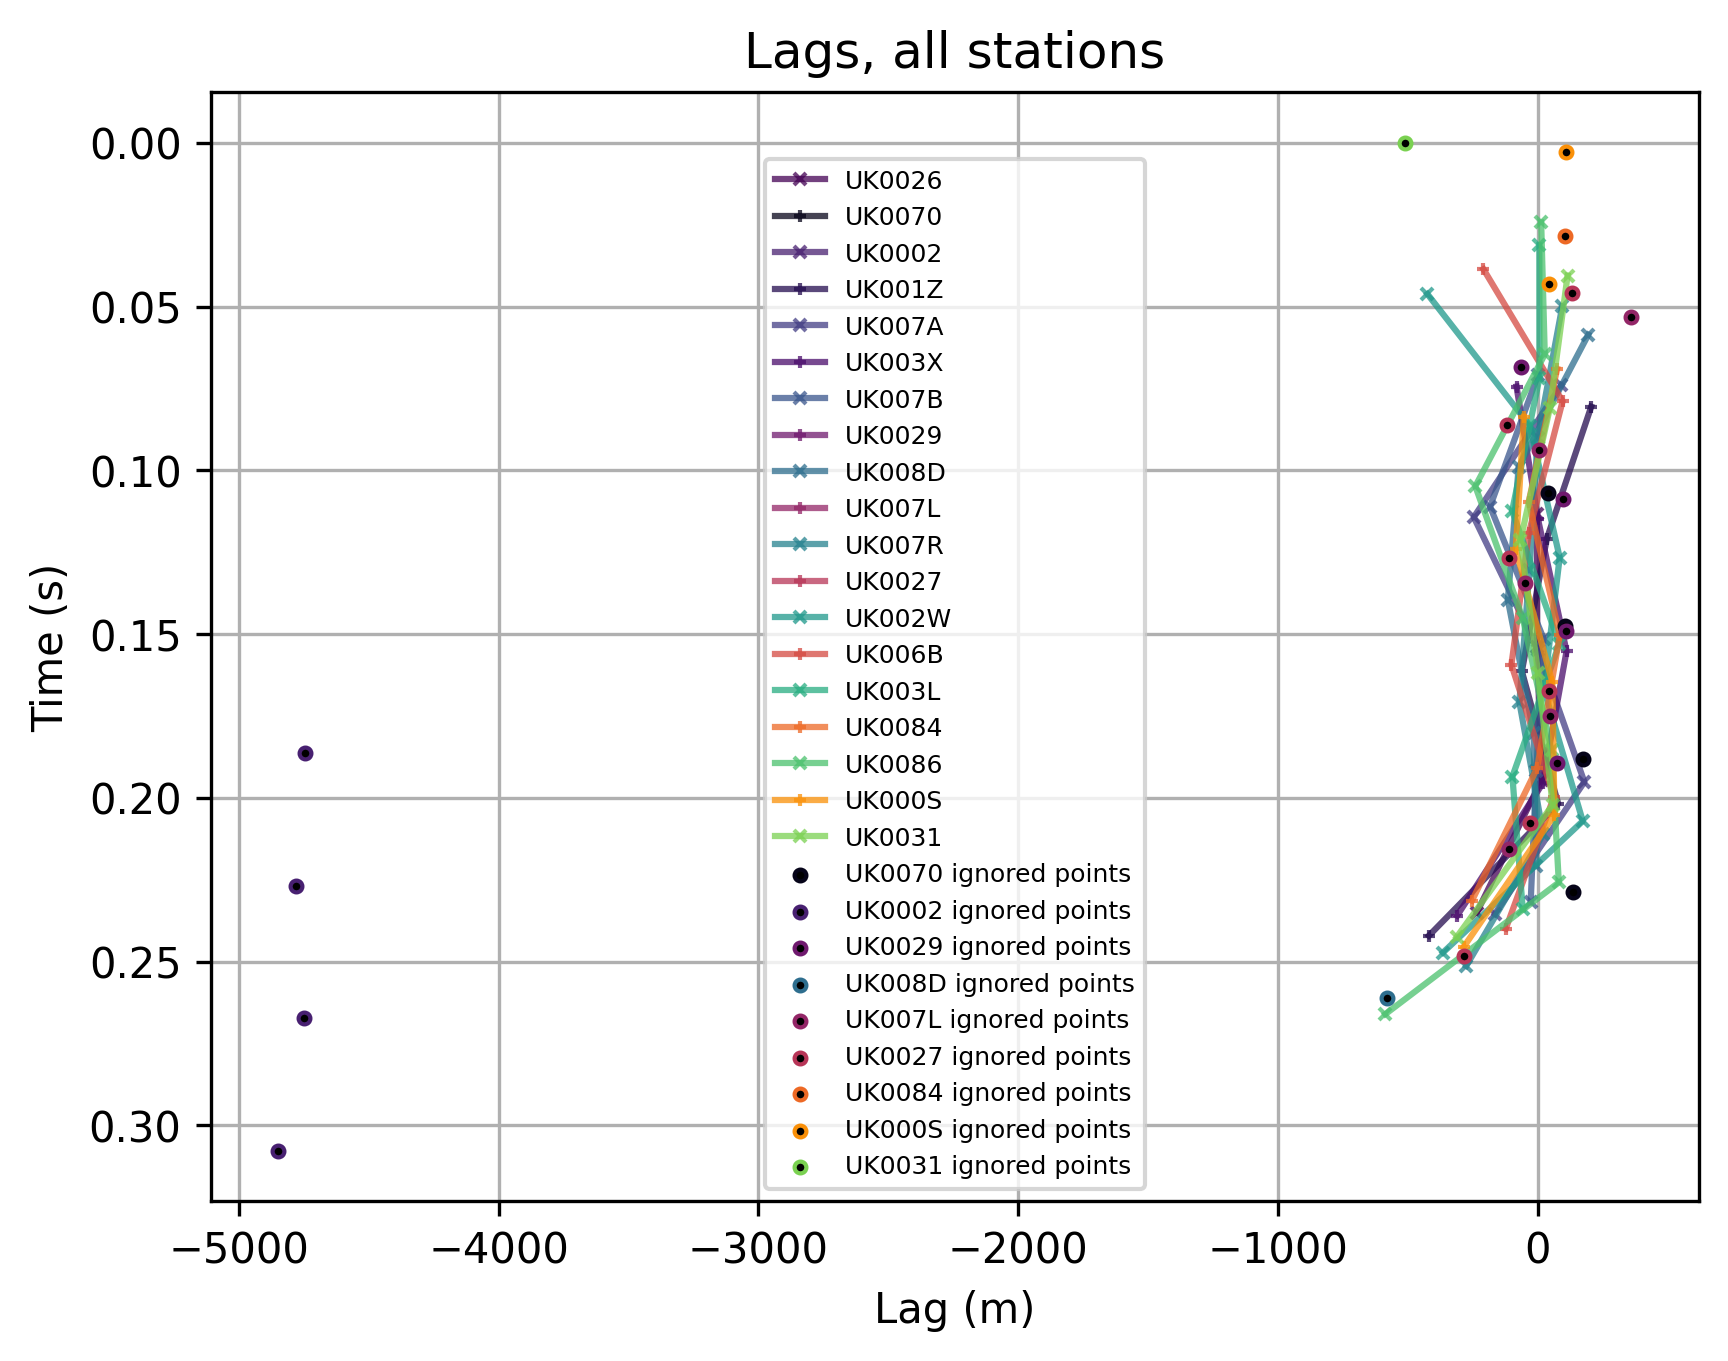 Lags, all stations
0.00
0.05
0.10
0.15
0.20
0.25
0.30
Time (s)
UK0026
UK0070
UK0002
UK001Z
UK007A
UK003X
UK007B
UK0029
UK008D
UK007L
UK007R
UK0027
UK002W
UK006B
UK003L
UK0084
UK0086
UK000S
UK0031
UK0070 ignored points
UK0002 ignored points
UK0029 ignored points
UK008D ignored points
UK007L ignored points
UK0027 ignored points
UK0084 ignored points
UK000S ignored points
UK0031 ignored points
−5000 −4000 −3000 −2000 −1000 0
Lag (m)